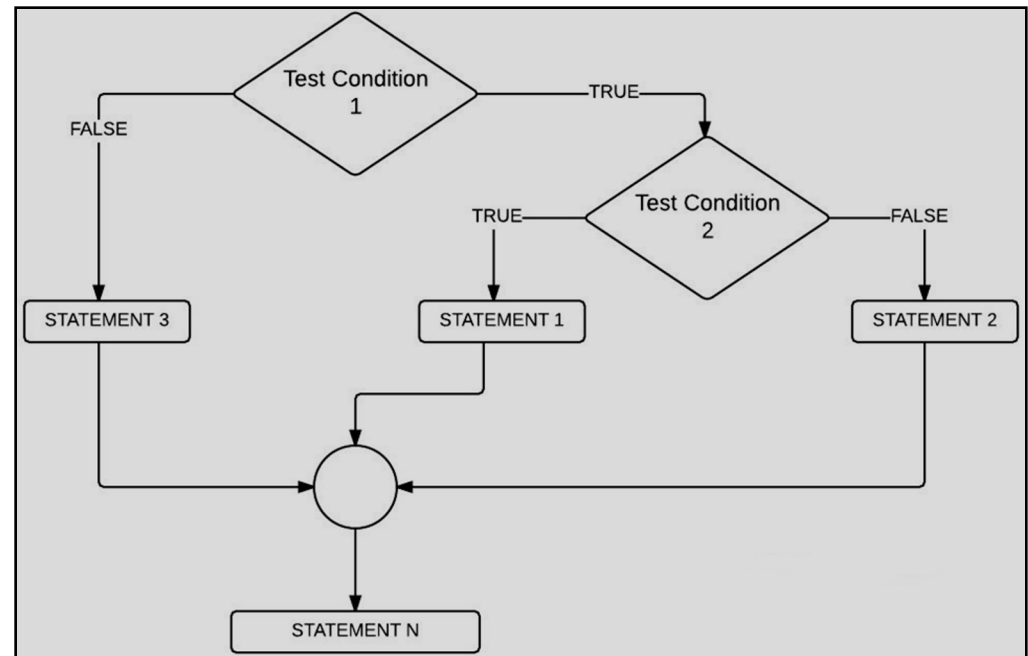 Test Condition
1
TRUE
FALSE
Test Condition
2
TRUE
FALSE
STATEMENT 3
STATEMENT 1
STATEMENT 2
STATEMENT N